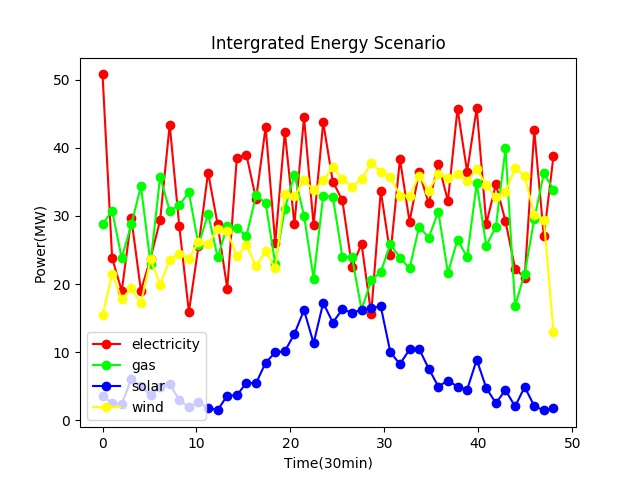 Intergrated Energy Scenario
Power(MW)
50
40
30
20
10
0
electricity
gas
solar
wind
0 10 20 30 40 50
Time(30min)